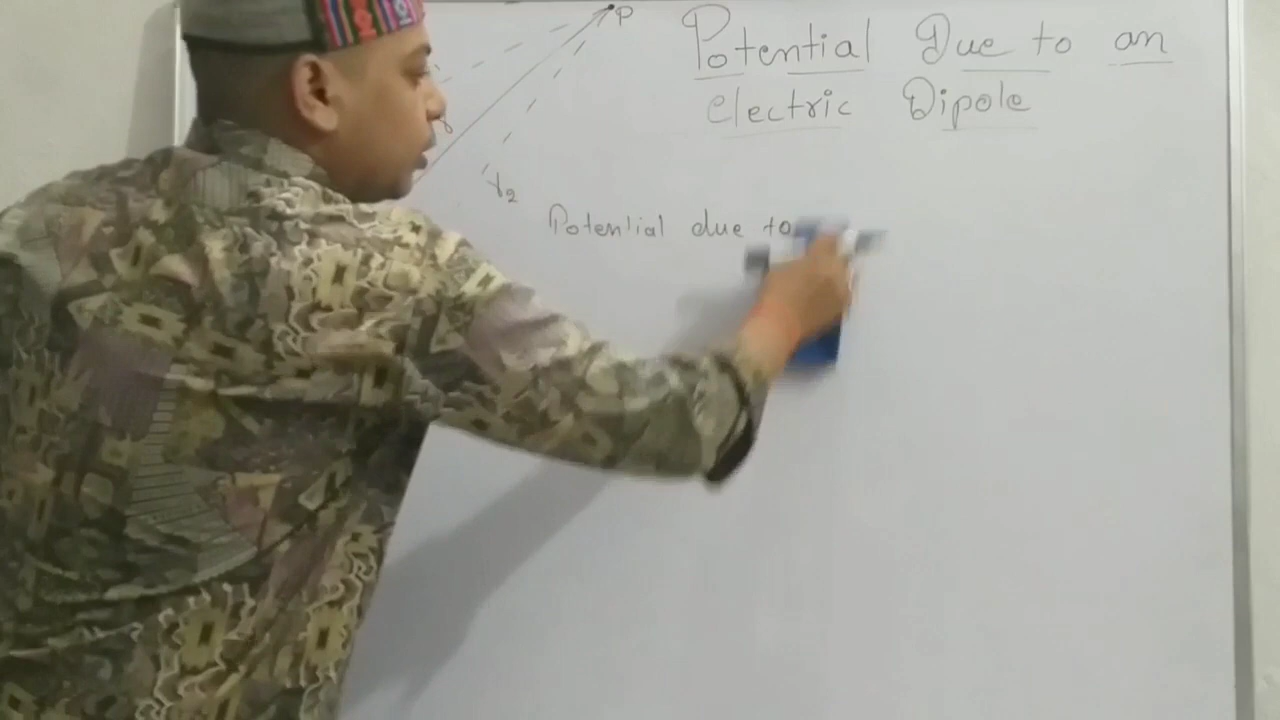 P
Potential Due to an
Electric Dipole
r
r2
Potential due to